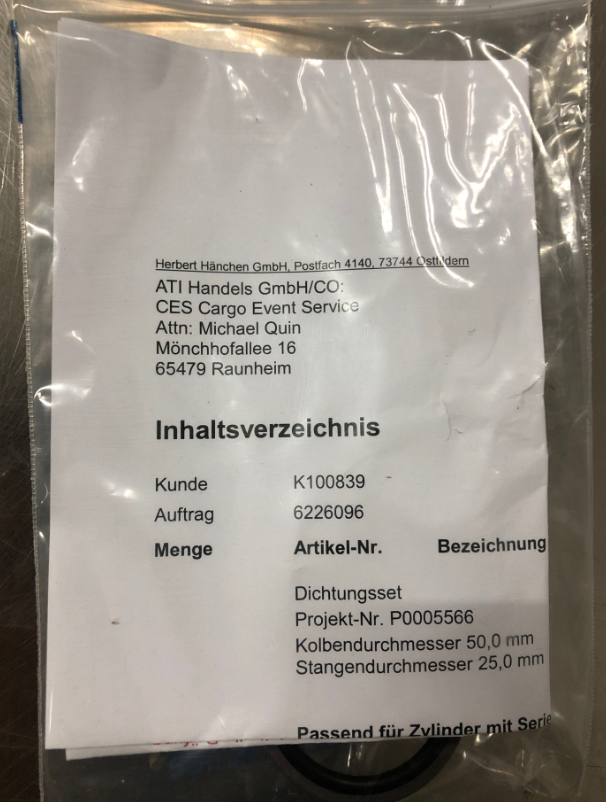 Herbert Hänchen GmbH, Postfach 4140, 73744 Ostfildern
ATI Handels GmbH/CO:
CES Cargo Event Service
Attn: Michael Quin
Mönchhofallee 16
65479 Raunheim
Inhaltsverzeichnis
Kunde K100839
Auftrag 6226096
Menge Artikel-Nr. Bezeichnung
Dichtungsset
Projekt-Nr. P0005566
Kolbendurchmesser 50,0 mm
Stangendurchmesser 25,0 mm
Passend für Zylinder mit Serie